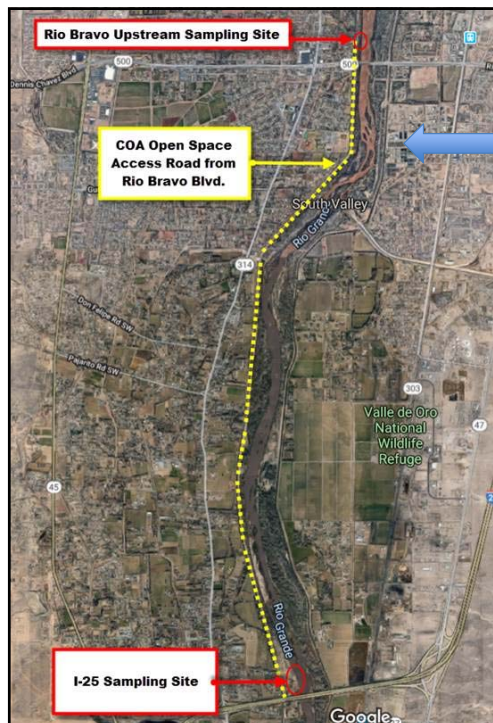 Rio Bravo Upstream Sampling Site
500
Dennis Chavez Blvd
COA Open Space
Access Road from
Rio Bravo Blvd.
South Valley
Rio Grande
314
Don Felipe Rd SW
Pajarito Rd SW
303
Valle de Oro
National
Wildlife
Refuge
47
45
Rio Grande
I-25 Sampling Site
Google